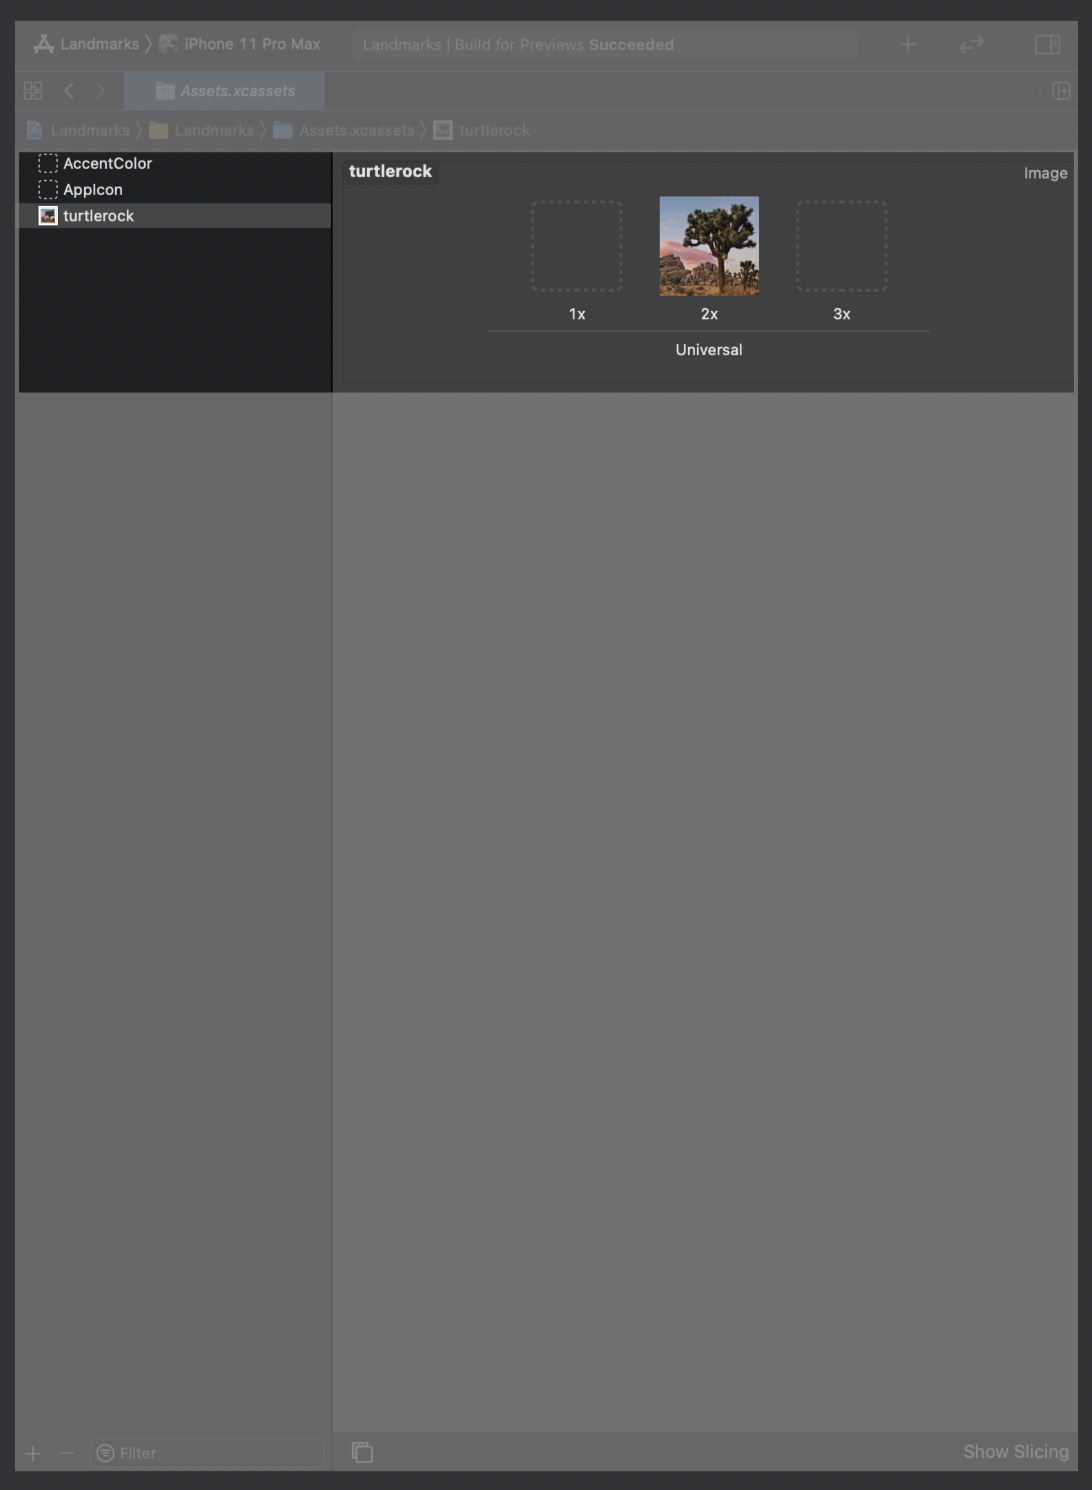 Landmarks 〉 iPhone 11 Pro Max
Landmarks | Build for Previews Succeeded
Assets.xcassets
Landmarks 〉 Landmarks 〉 Assets.xcassets 〉 turtlerock
AccentColor
AppIcon
turtlerock
turtlerock
Image
1x 2x 3x
Universal
Filter
Show Slicing